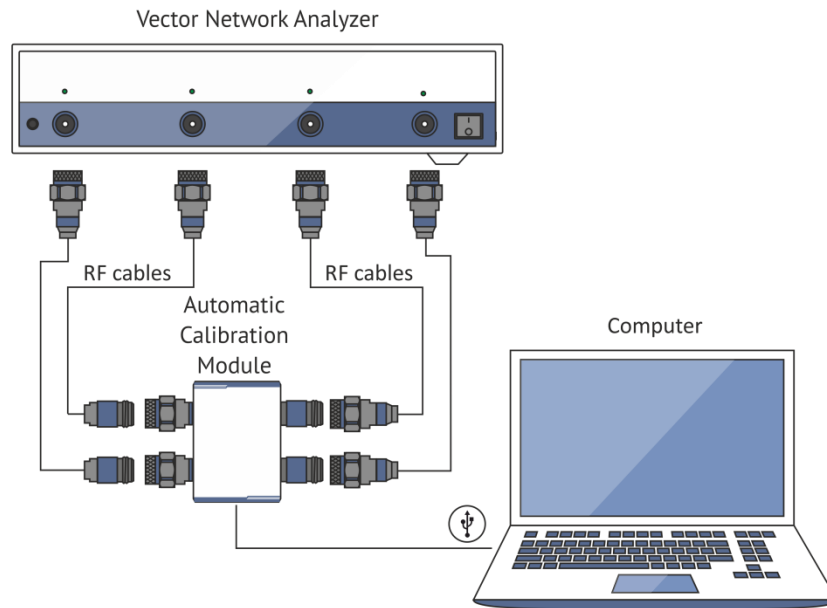 Vector Network Analyzer
RF cables
RF cables
Automatic
Calibration
Module
Computer